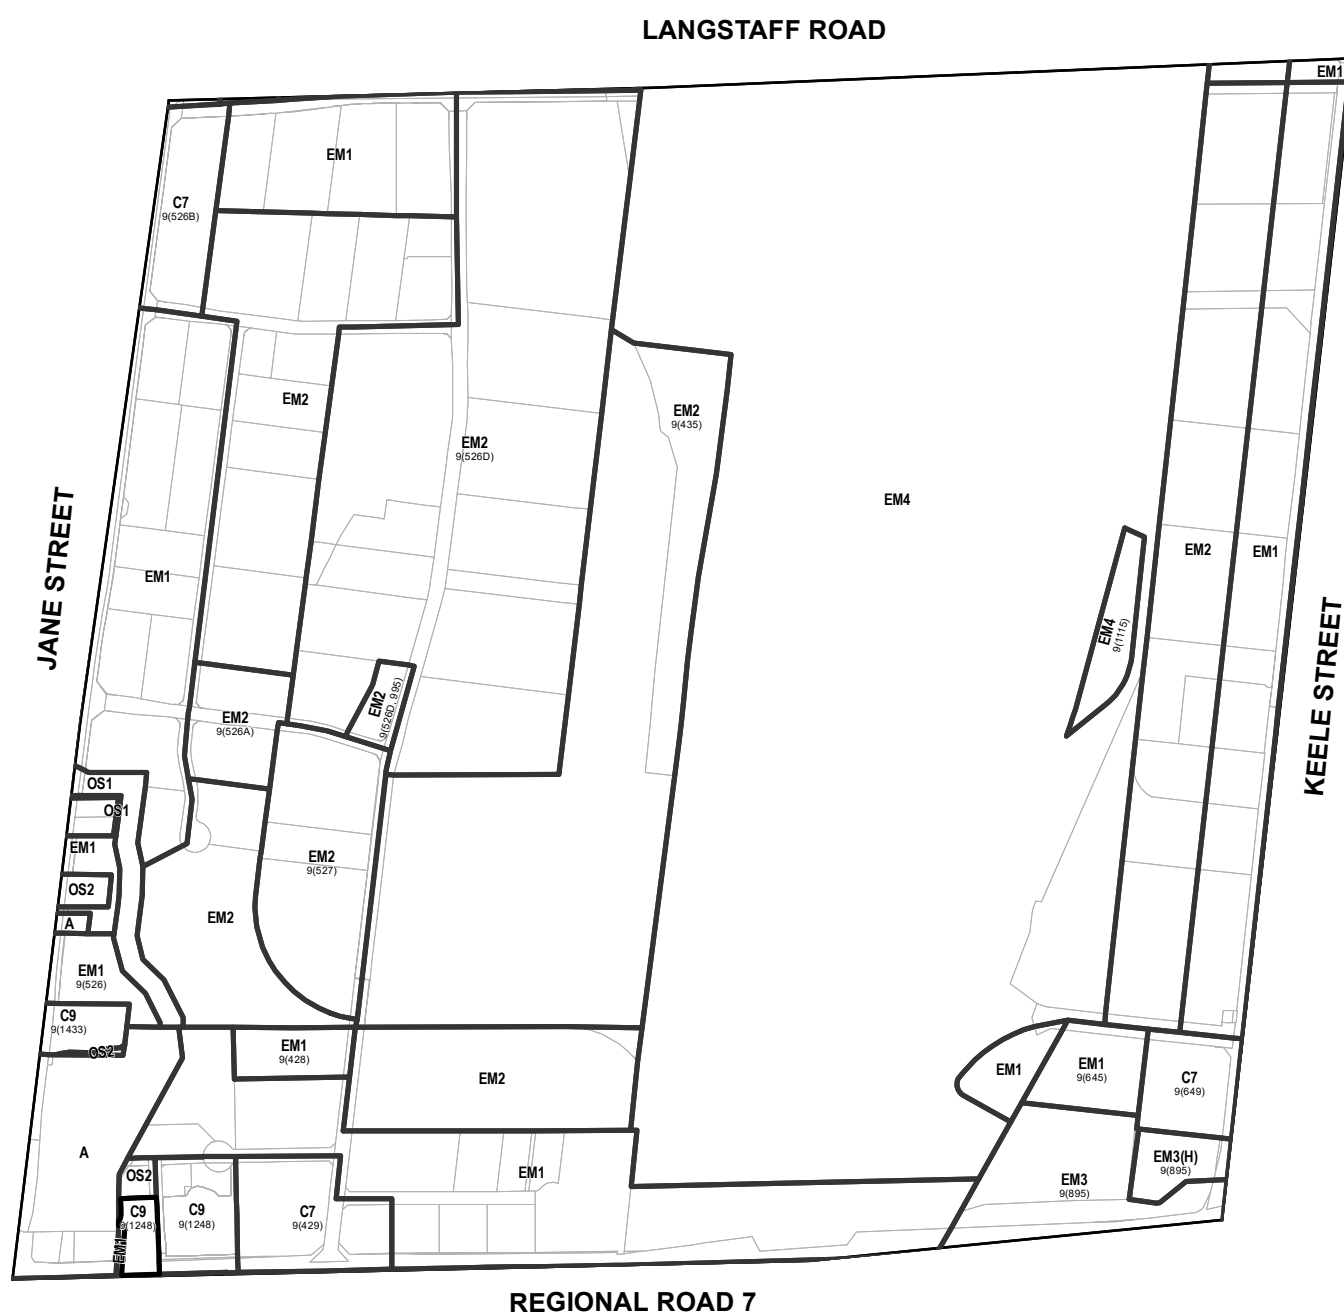 LANGSTAFF ROAD
EM1
EM1
C7
9(526B)
EM2
EM2
9(435)
EM2
9(526D)
EM4
JANE STREET
EM2
EM1
EM1
EM4
9(1115)
KEELE STREET
EM2
9(526D, 995)
EM2
9(526A)
OS1
OS1
EM1
EM2
9(527)
OS2
EM2
A
EM1
9(526)
C9
9(1433)
OS2
EM1
9(428)
EM2
EM1
EM1
9(645)
C7
9(649)
A
OS2
EM1
EM3(H)
9(895)
EM3
9(895)
C9
9(1248)
C9
9(1248)
C7
9(429)
EM1
REGIONAL ROAD 7